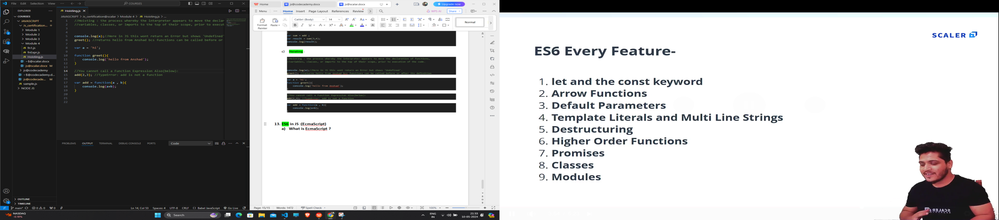 File Edit Selection View ··· COURSES
EXPLORER ···
COURSES
JAVASCRIPT
Js_certification...
Module 1
Module 2
Module 3
Module 4
fn1.js
fnExpr.js
Hoisting.js
~$@scalar.docx
js@scalar.docx M
js@codecademy
~$@codecademy.d...
js@codecade... M
sample.js
NODE JS
OUTLINE
TIMELINE
JS Hoisting.js
JAVASCRIPT > Js_certification@scalar > Module 4 > JS Hoisting.js > ...
1 //Hoisting : the process whereby the interpreter appears to move the declar
2 //variables, classes, or imports to the top of their scope, prior to execut
3
4
5 console.log(a);//Here in JS this wont return an Error but shows 'Undefined'
6 greet(); //returns hello from Anshad bcs functions can be called before or
7
8 var a = 'hi';
9
10 function greet(){
11 console.log('hello from Anshad');
12 }
13
14 //You cannot call a Function Expression Also(below):
15 add(2,3); //TypeError: add is not a function
16
17 var add = function(a , b){
18 console.log(a+b);
19 }
20
21
22
PROBLEMS OUTPUT TERMINAL DEBUG CONSOLE PORTS Code
main* 0 0 0 Ln 14, Col 53 Spaces: 4 UTF-8 CRLF {} Babel JavaScript Go Live
Home js@codecademy.docx js@scalar.docx Upgrade now
Menu ··· Home Insert Page Layout References Review WPS AI Share
Format Painter Paste Calibri (Body) 14 Normal
var sum = add ;
var result = sum(3,4);
console.log(result);
c) Hoisting :
//Hoisting : the process whereby the interpreter appears to move the declaration of functions,
//variables, classes, or imports to the top of their scope, prior to execution of the code.
console.log(a);//Here in JS this wont return an Error but shows 'Undefined'.
greet(); //returns hello from Anshad bcs functions can be called before or after its definition
var a = 'hi';
function greet(){
console.log('hello from Anshad');
//You cannot call a Function Expression Also(below):
add(2,3); //TypeError: add is not a function
var add = function(a , b){
console.log(a+b);
13. ES6 in JS :(EcmaScript)
a) What is EcmaScript ?
Page: 15/15 Words: 1472 Spell Check 100%
NASDAQ
-0.18%
Search
ENG
IN
21:33
10-05-2024
SCALER
ES6 Every Feature-
1. let and the const keyword
2. Arrow Functions
3. Default Parameters
4. Template Literals and Multi Line Strings
5. Destructuring
6. Higher Order Functions
7. Promises
8. Classes
9. Modules
SCALER